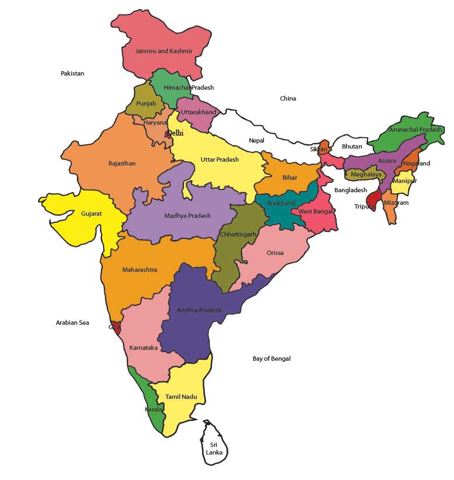 Jammu and Kashmir
Pakistan
Himachal Pradesh
China
Punjab
Uttarakhand
Haryana
Delhi
Arunachal Pradesh
Nepal
Sikkim
Bhutan
Rajasthan
Uttar Pradesh
Assam
Nagaland
Bihar
Meghalaya
Manipur
Bangladesh
Jharkhand
Tripura
Mizoram
Gujarat
Madhya Pradesh
West Bengal
Chhattisgarh
Orissa
Maharashtra
Andhra Pradesh
Arabian Sea
Goa
Karnataka
Bay of Bengal
Tamil Nadu
Kerala
Sri
Lanka